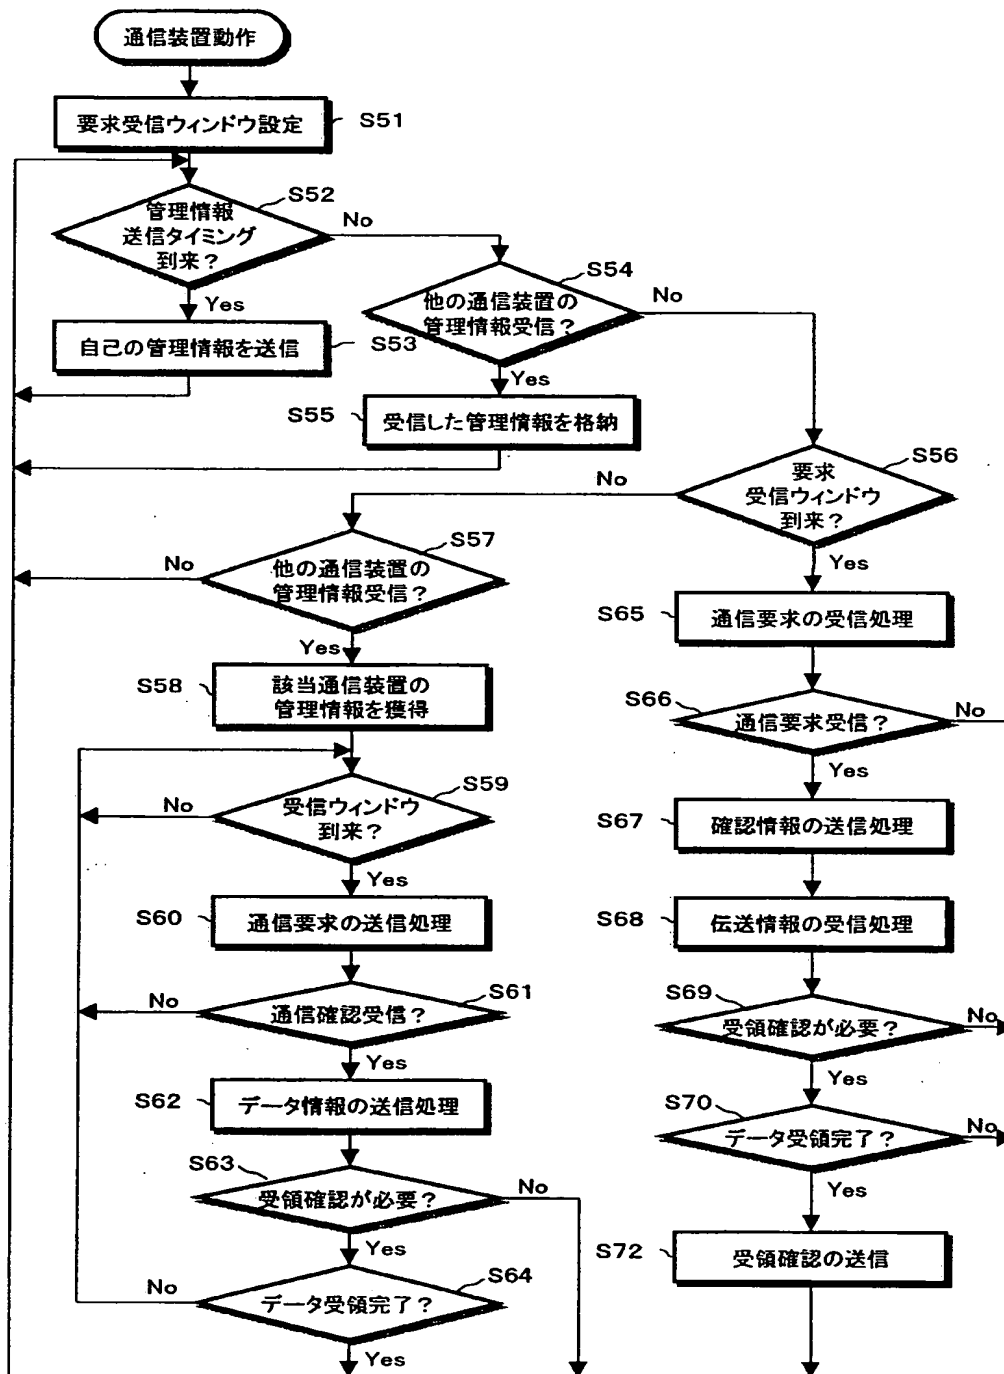 通信装置動作
要求受信ウィンドウ設定
S51
S52
管理情報
送信タイミング
到来？
No
Yes
自己の管理情報を送信
S53
S54
他の通信装置の
管理情報受信？
No
Yes
S55
受信した管理情報を格納
S56
要求
受信ウィンドウ
到来？
No
Yes
S57
他の通信装置の
管理情報受信？
No
Yes
S58
該当通信装置の
管理情報を獲得
S59
受信ウィンドウ
到来？
No
Yes
S60
通信要求の送信処理
S61
通信確認受信？
No
Yes
S62
データ情報の送信処理
S63
受領確認が必要？
No
Yes
S64
データ受領完了？
No
Yes
S65
通信要求の受信処理
S66
通信要求受信？
No
Yes
S67
確認情報の送信処理
S68
伝送情報の受信処理
S69
受領確認が必要？
No
Yes
S70
データ受領完了？
No
Yes
S72
受領確認の送信